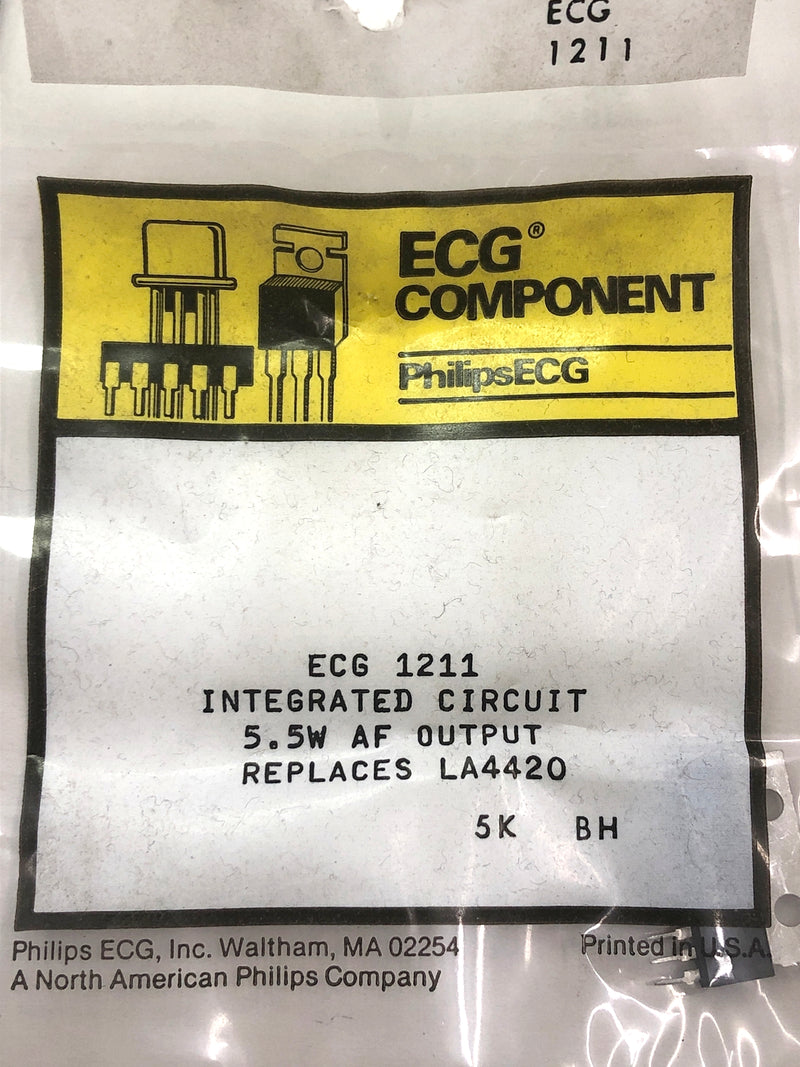 ECG
1211
ECG®
COMPONENT
PhilipsECG
ECG 1211
INTEGRATED CIRCUIT
5.5W AF OUTPUT
REPLACES LA4420
5K BH
Philips ECG, Inc. Waltham, MA 02254
A North American Philips Company
Printed in U.S.A.